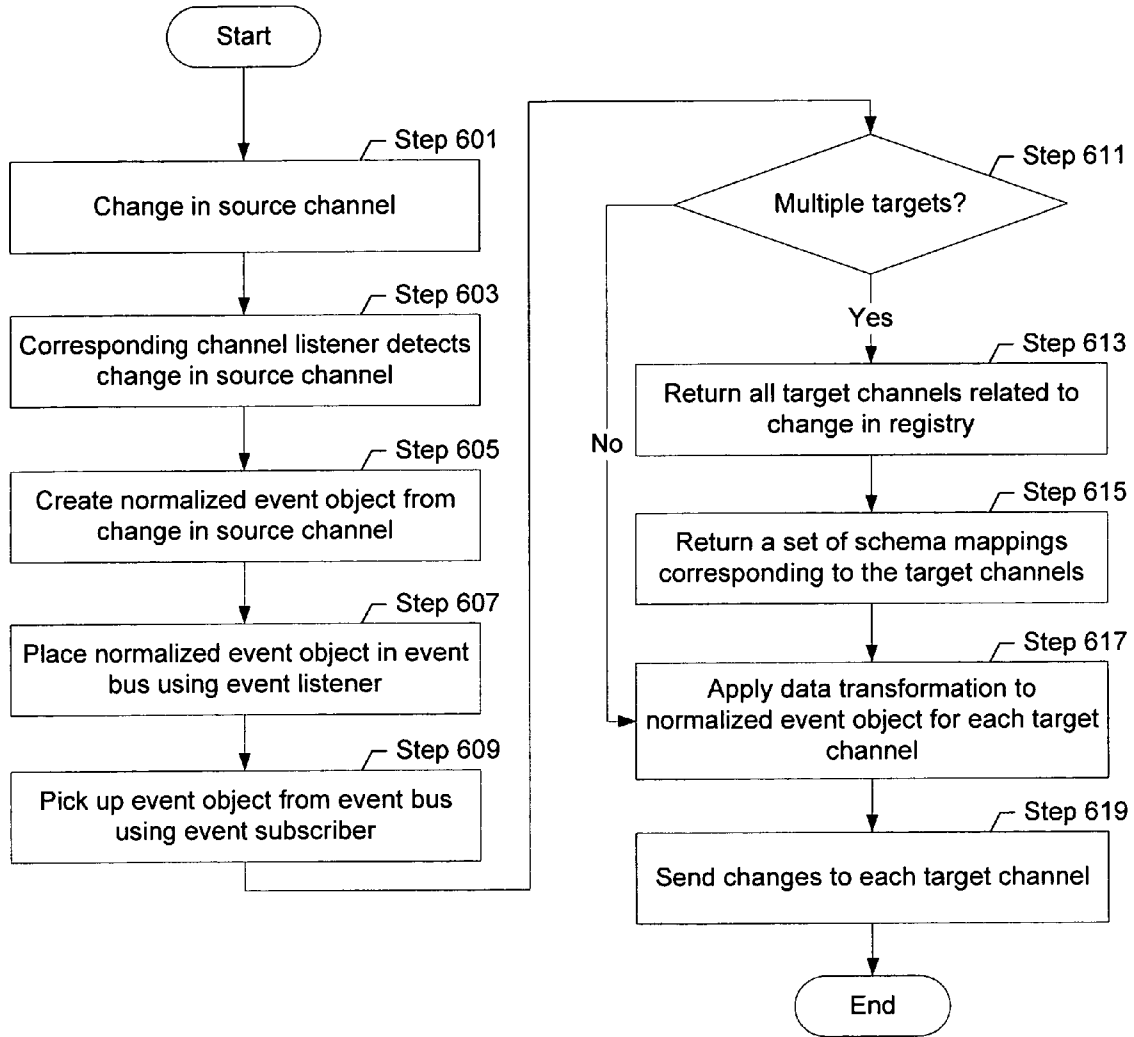 Start
Step 601
Change in source channel
Step 603
Corresponding channel listener detects
change in source channel
Step 605
Create normalized event object from
change in source channel
Step 607
Place normalized event object in event
bus using event listener
Step 609
Pick up event object from event bus
using event subscriber
Step 611
Multiple targets?
Yes
No
Step 613
Return all target channels related to
change in registry
Step 615
Return a set of schema mappings
corresponding to the target channels
Step 617
Apply data transformation to
normalized event object for each target
channel
Step 619
Send changes to each target channel
End